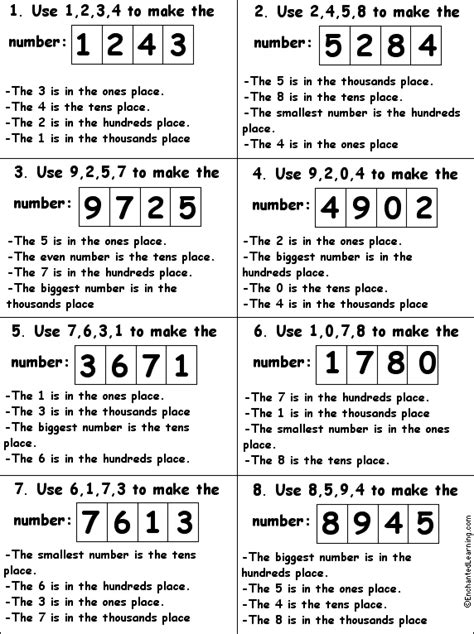 1. Use 1,2,3,4 to make the
number: 1 2 4 3
-The 3 is in the ones place.
-The 4 is the tens place.
-The 2 is in the hundreds place.
-The 1 is in the thousands place
2. Use 2,4,5,8 to make the
number: 5 2 8 4
-The 5 is in the thousands place.
-The 8 is in the tens place.
-The smallest number is the hundreds
place.
-The 4 is in the ones place
3. Use 9,2,5,7 to make the
number: 9 7 2 5
-The 5 is in the ones place.
-The even number is the tens place.
-The 7 is in the hundreds place.
-The biggest number is in the
thousands place
4. Use 9,2,0,4 to make the
number: 4 9 0 2
-The 2 is in the ones place.
-The biggest number is in the
hundreds place.
-The 0 is in the tens place.
-The 4 is in the thousands place.
5. Use 7,6,3,1 to make the
number: 3 6 7 1
-The 1 is in the ones place.
-The 3 is in the thousands place
-The biggest number is the tens
place.
-The 6 is in the hundreds place.
6. Use 1,0,7,8 to make the
number: 1 7 8 0
-The 7 is in the hundreds place.
-The 1 is in the thousands place
-The smallest number is in the ones
place.
-The 8 is in the tens place.
7. Use 6,1,7,3 to make the
number: 7 6 1 3
-The smallest number is the tens
place.
-The 6 is in the hundreds place.
-The 3 is in the ones place.
-The 7 is in the thousands place
8. Use 8,5,9,4 to make the
number: 8 9 4 5
-The biggest number is in the
hundreds place.
-The 5 is in the ones place.
-The 4 is in the tens place.
-The 8 is in the thousands place
©EnchantedLearning.com